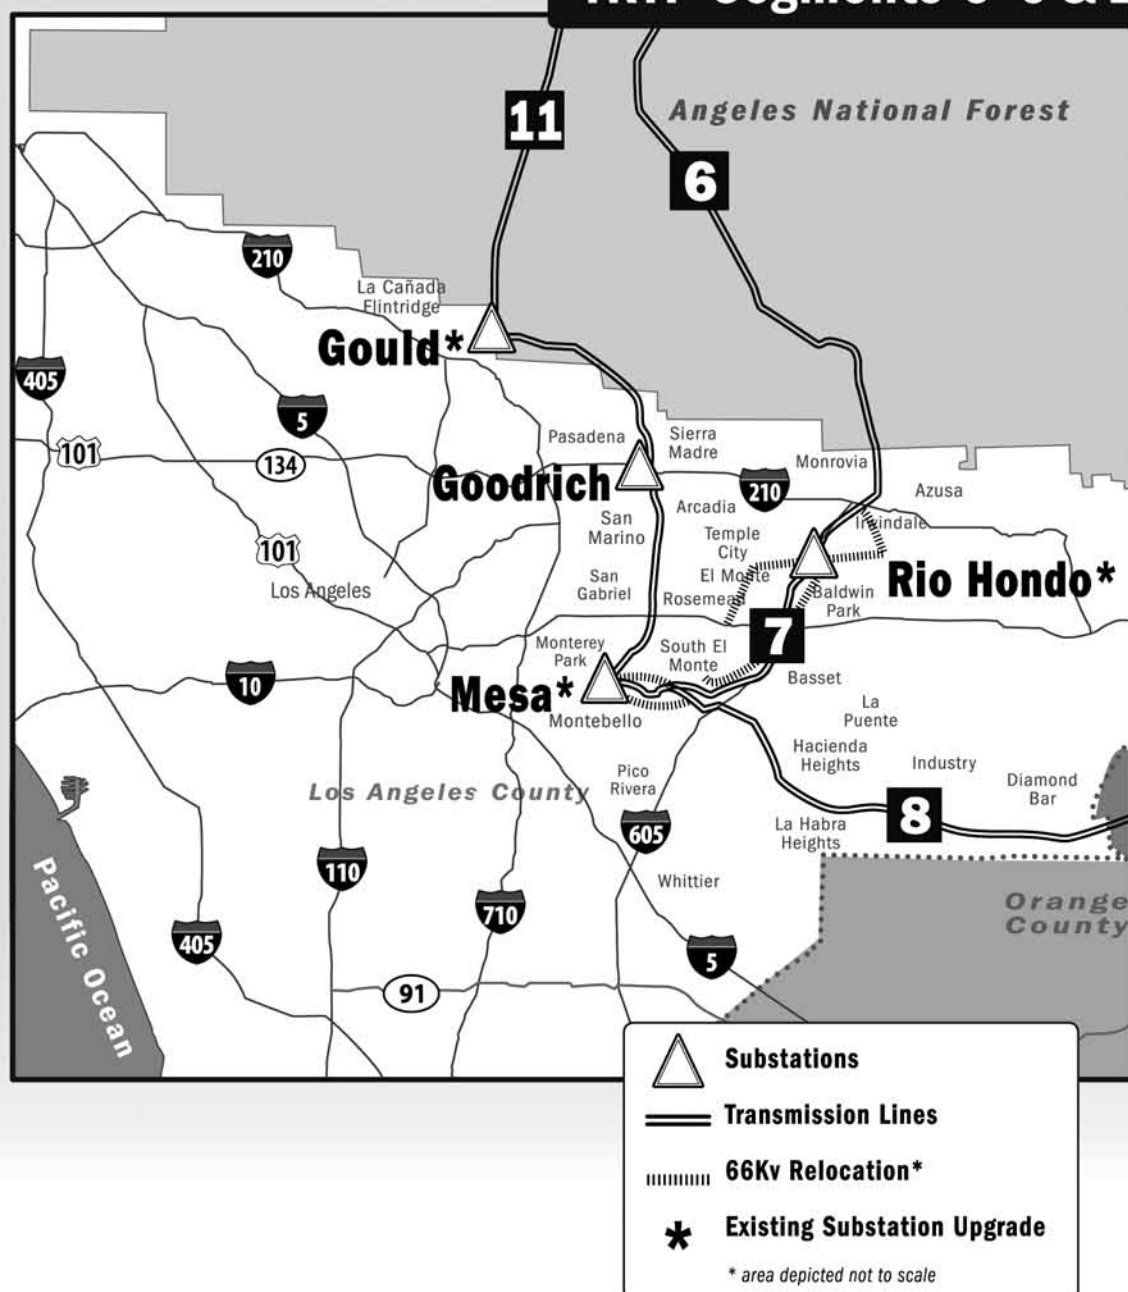 Segments
11
Angeles National Forest
6
210
La Cañada
Flintridge
Gould*
405
5
101
134
Pasadena
Sierra
Madre
Monrovia
Goodrich
210
Azusa
Arcadia
San
Marino
Irwindale
Temple
City
101
El Monte
Rio Hondo*
Los Angeles
San
Gabriel
Rosemead
Baldwin
Park
7
Monterey
Park
South El
Monte
10
Mesa*
Basset
Montebello
La
Puente
Hacienda
Heights
Industry
Diamond
Bar
Pico
Rivera
Los Angeles County
605
8
La Habra
Heights
110
Whittier
Pacific Ocean
710
Orange
County
405
5
91
Substations
Transmission Lines
66Kv Relocation*
* Existing Substation Upgrade
* area depicted not to scale